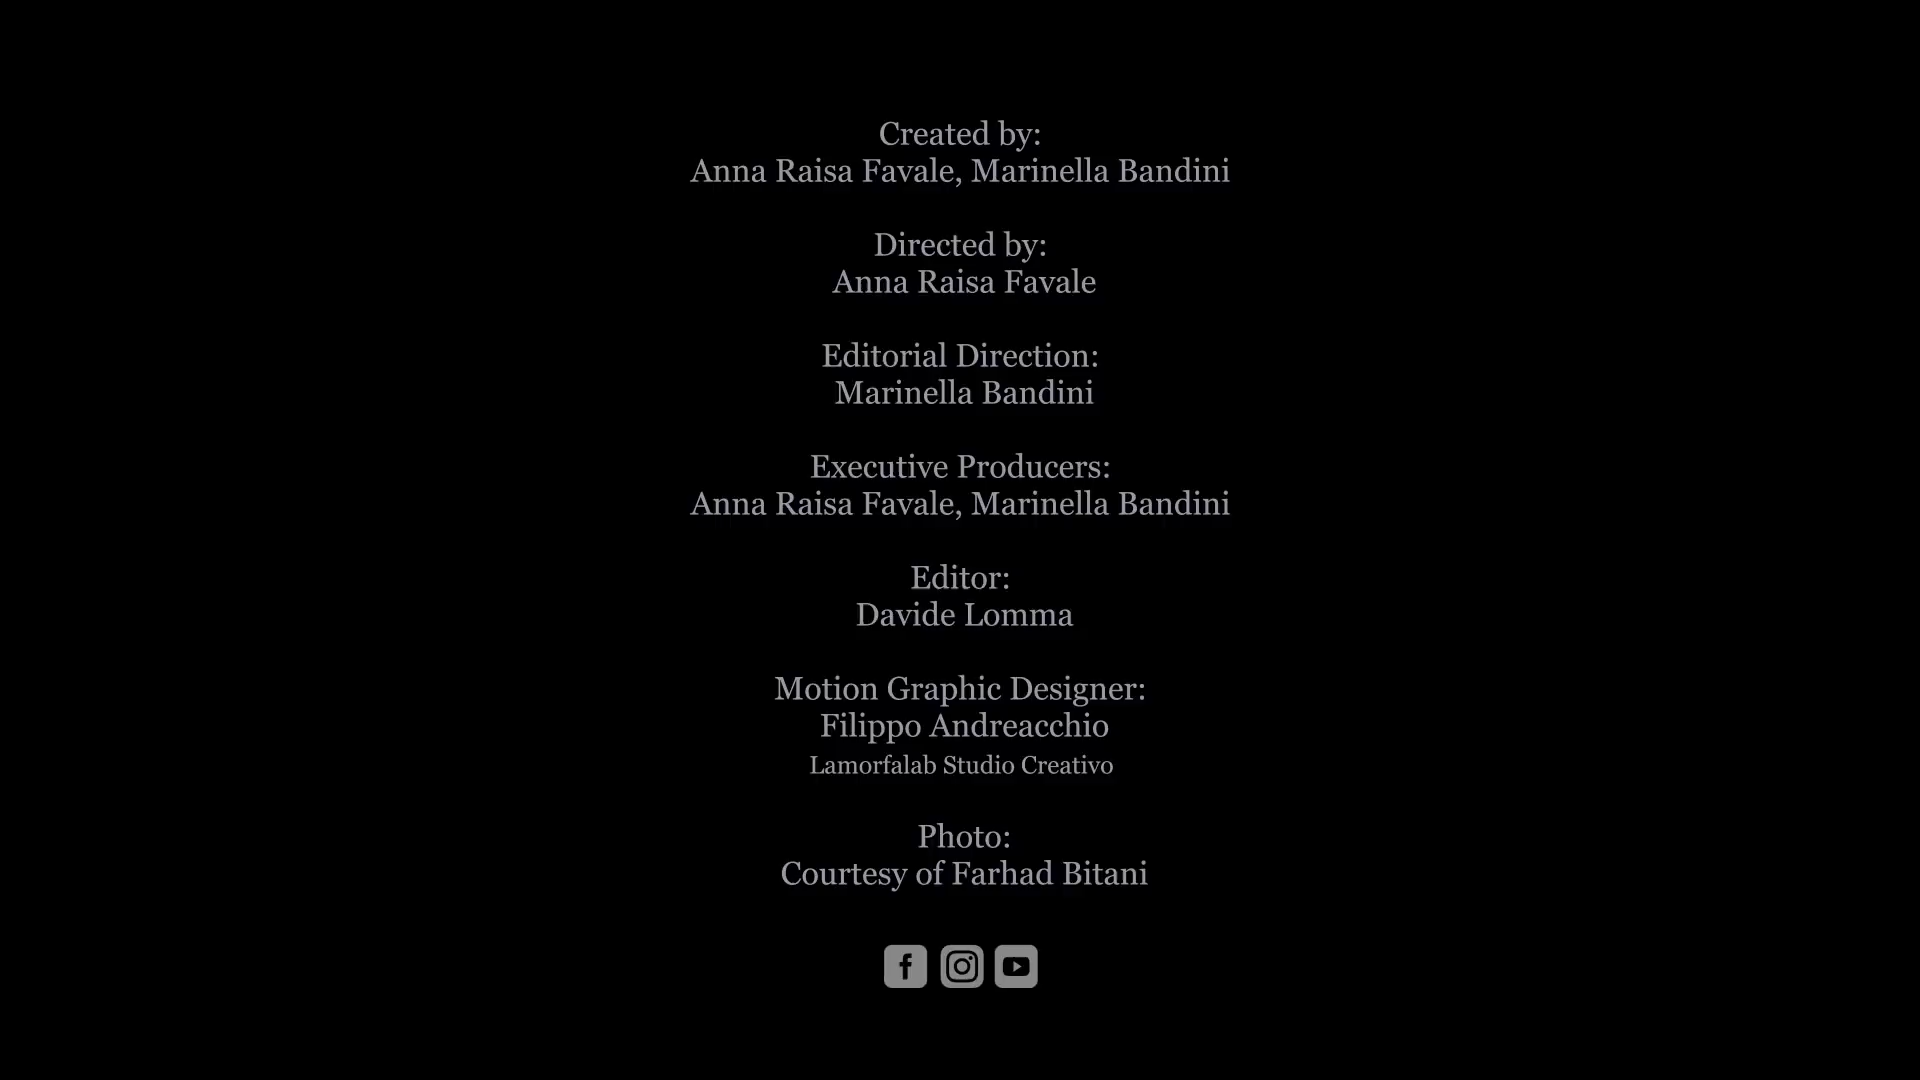 Created by:
Anna Raisa Favale, Marinella Bandini
Directed by:
Anna Raisa Favale
Editorial Direction:
Marinella Bandini
Executive Producers:
Anna Raisa Favale, Marinella Bandini
Editor:
Davide Lomma
Motion Graphic Designer:
Filippo Andreacchio
Lamorfalab Studio Creativo
Photo:
Courtesy of Farhad Bitani